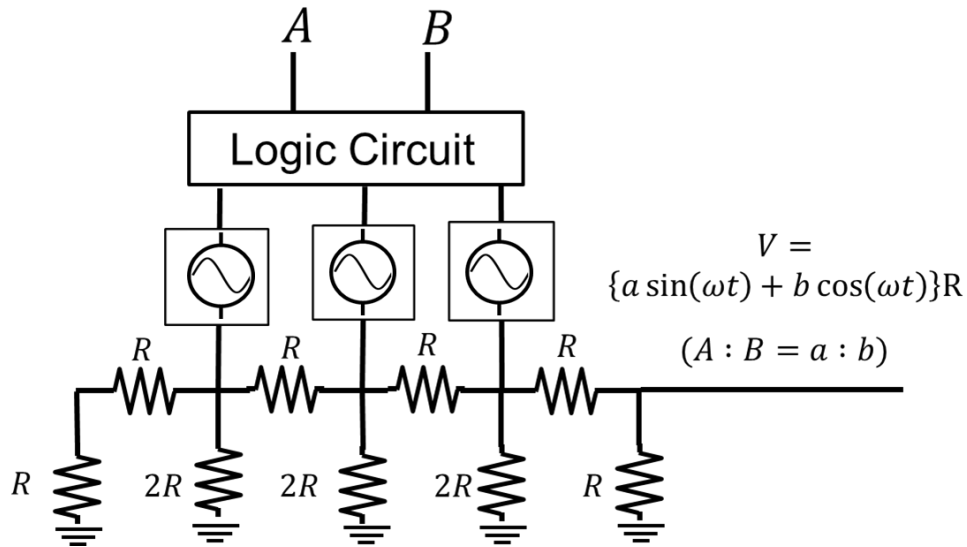 A B
Logic Circuit
V =
{a sin(ωt) + b cos(ωt)}R
(A : B = a : b)
R R R R
R 2R 2R 2R R